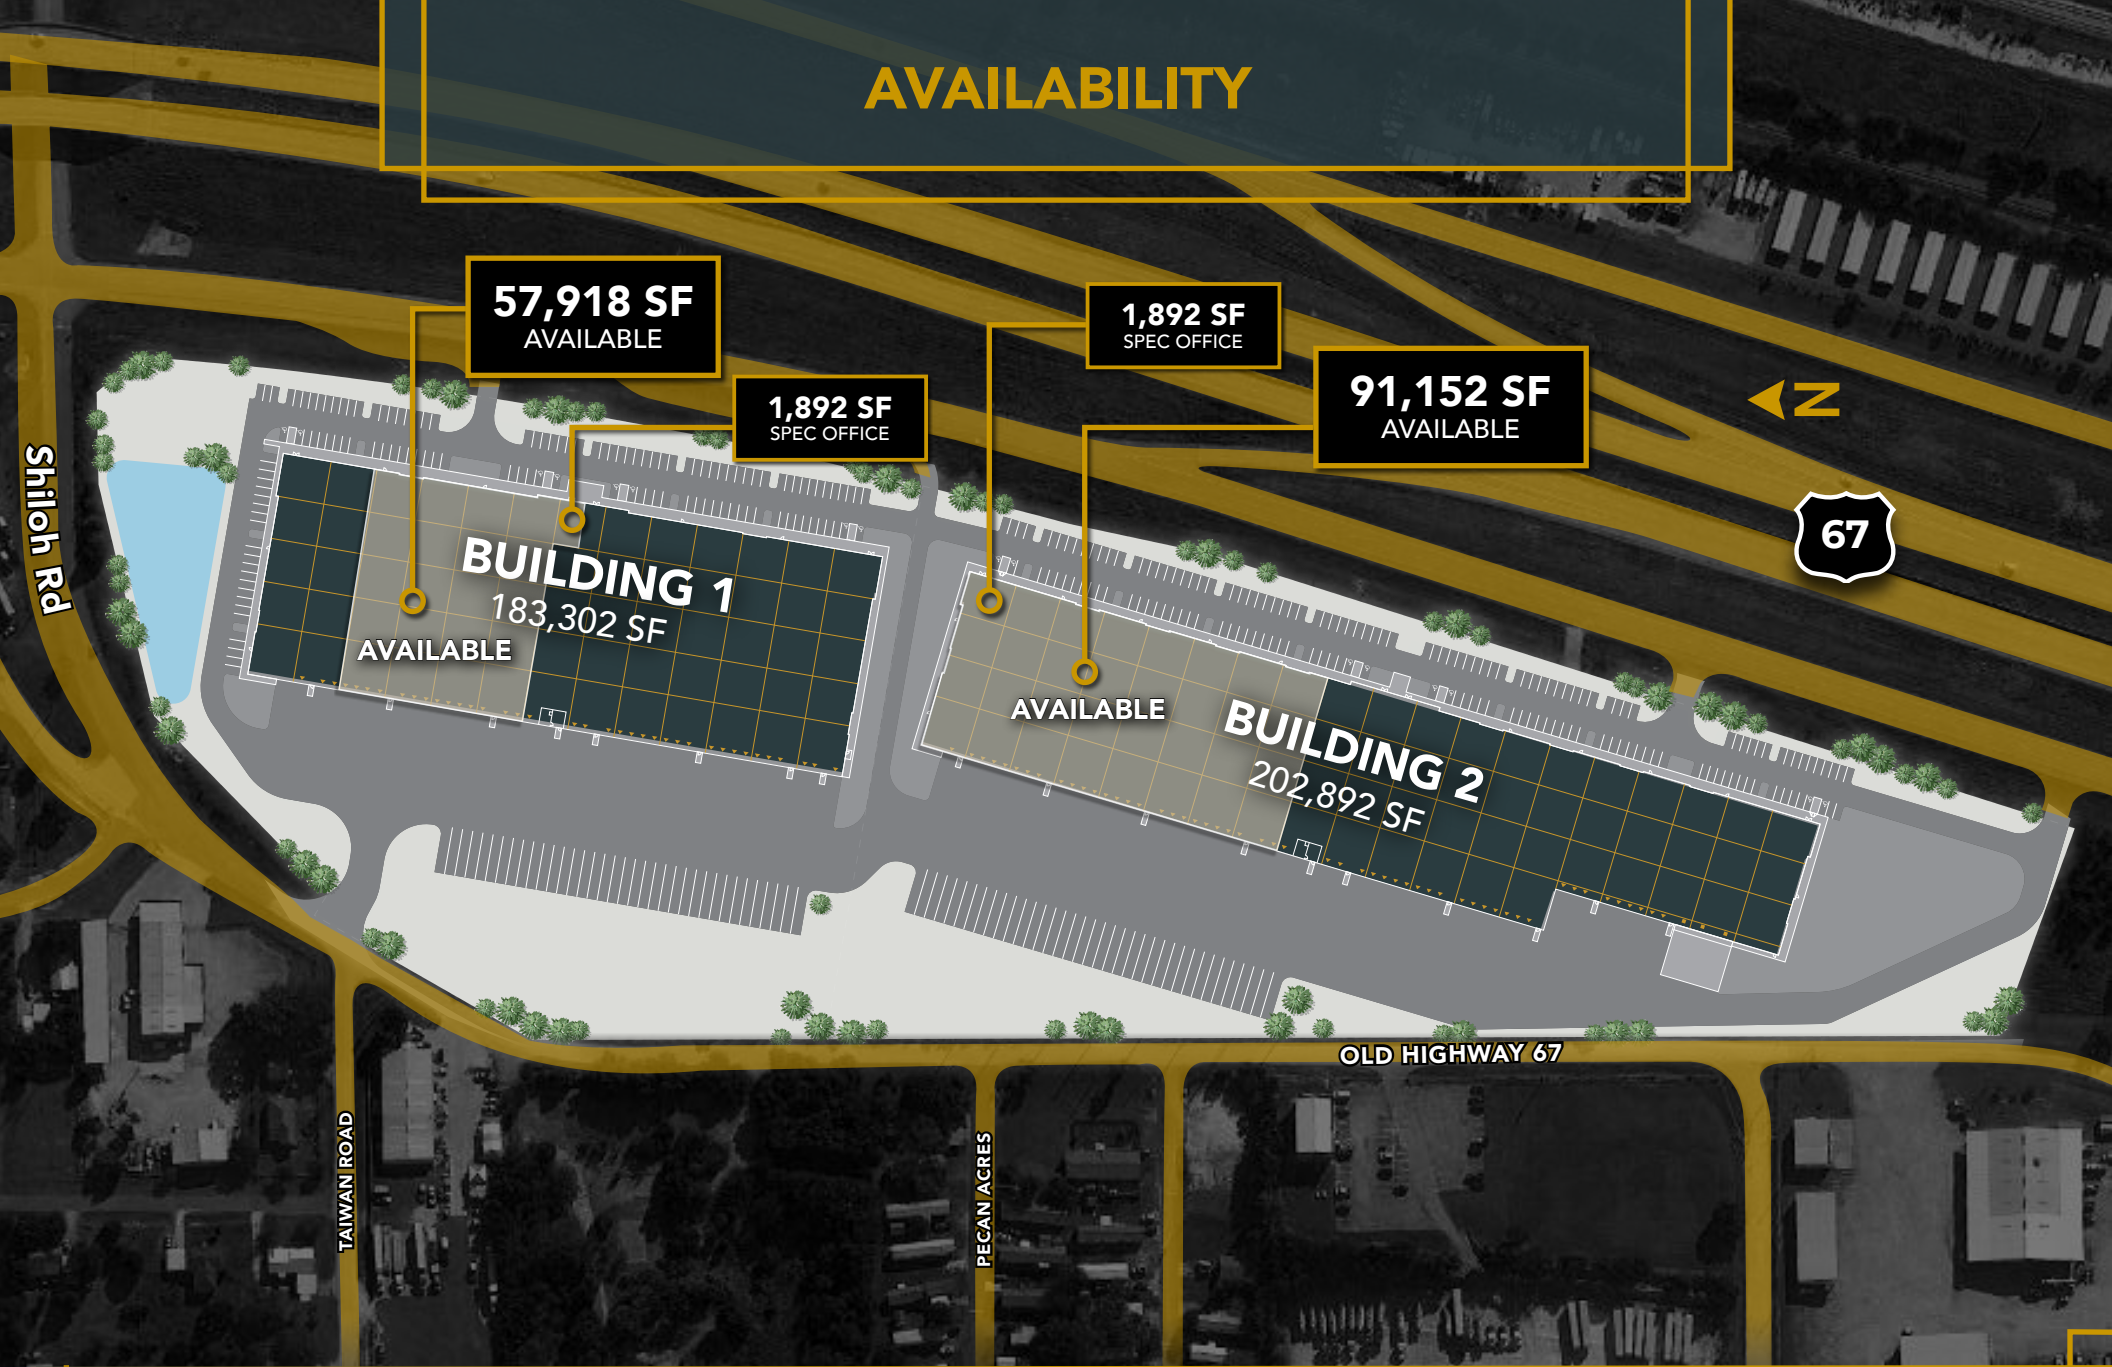 AVAILABILITY
57,918 SF
AVAILABLE
1,892 SF
SPEC OFFICE
1,892 SF
SPEC OFFICE
91,152 SF
AVAILABLE
N
67
Shiloh Rd
BUILDING 1
183,302 SF
AVAILABLE
AVAILABLE
BUILDING 2
202,892 SF
OLD HIGHWAY 67
TAIWAN ROAD
PECAN ACRES